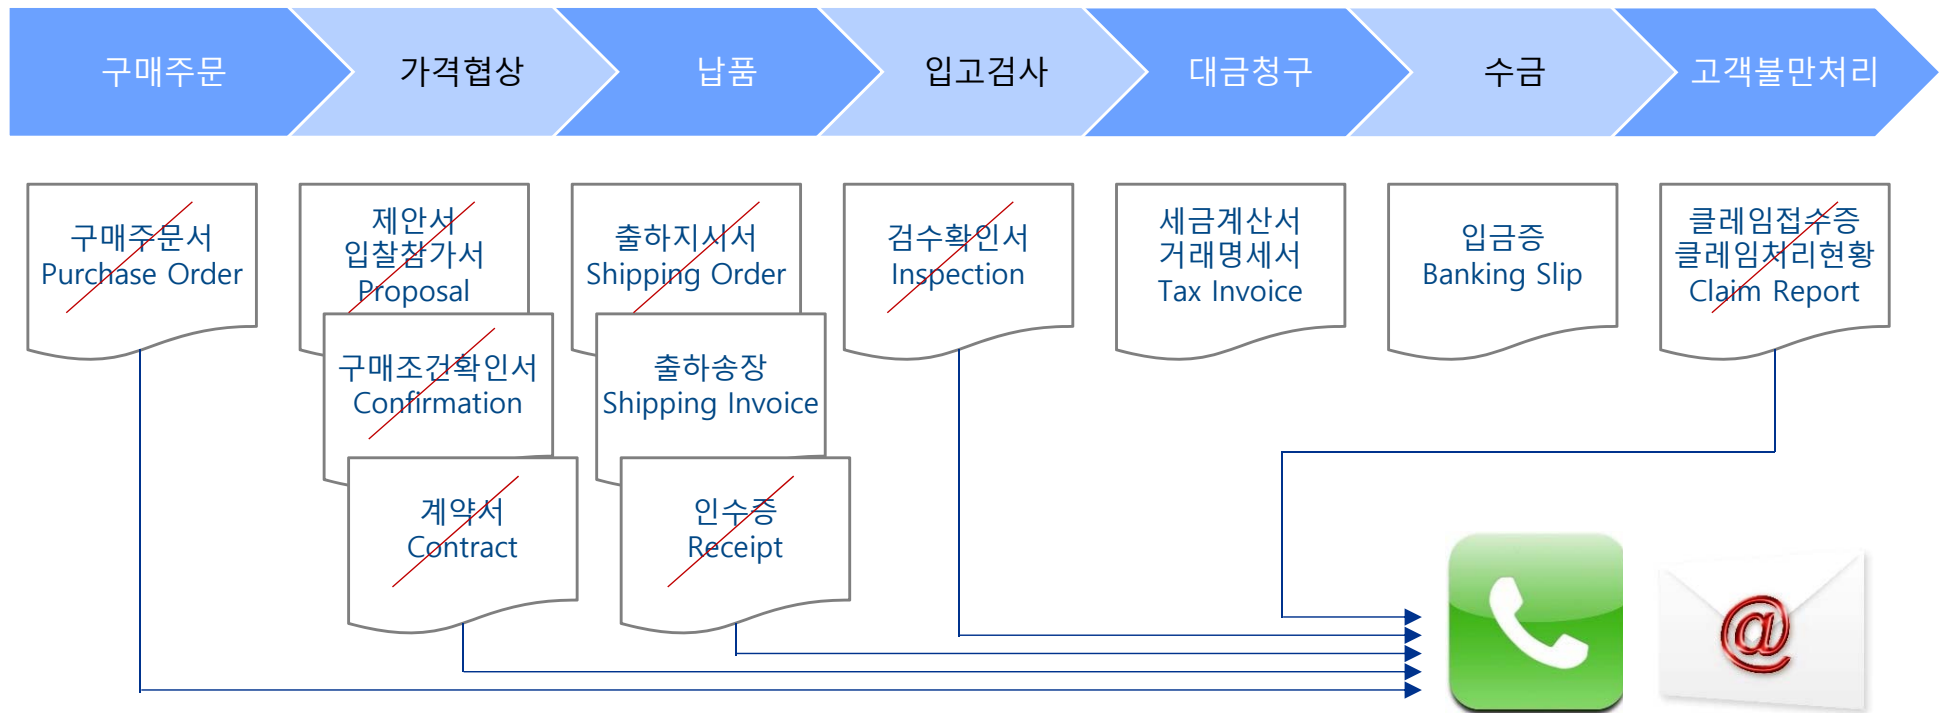 구매주문
가격협상
납품
입고검사
대금청구
수금
고객불만처리
구매주문서
Purchase Order
제안서
입찰참가서
Proposal
구매조건확인서
Confirmation
계약서
Contract
출하지시서
Shipping Order
출하송장
Shipping Invoice
인수증
Receipt
검수확인서
Inspection
세금계산서
거래명세서
Tax Invoice
입금증
Banking Slip
클레임접수증
클레임처리현황
Claim Report
@